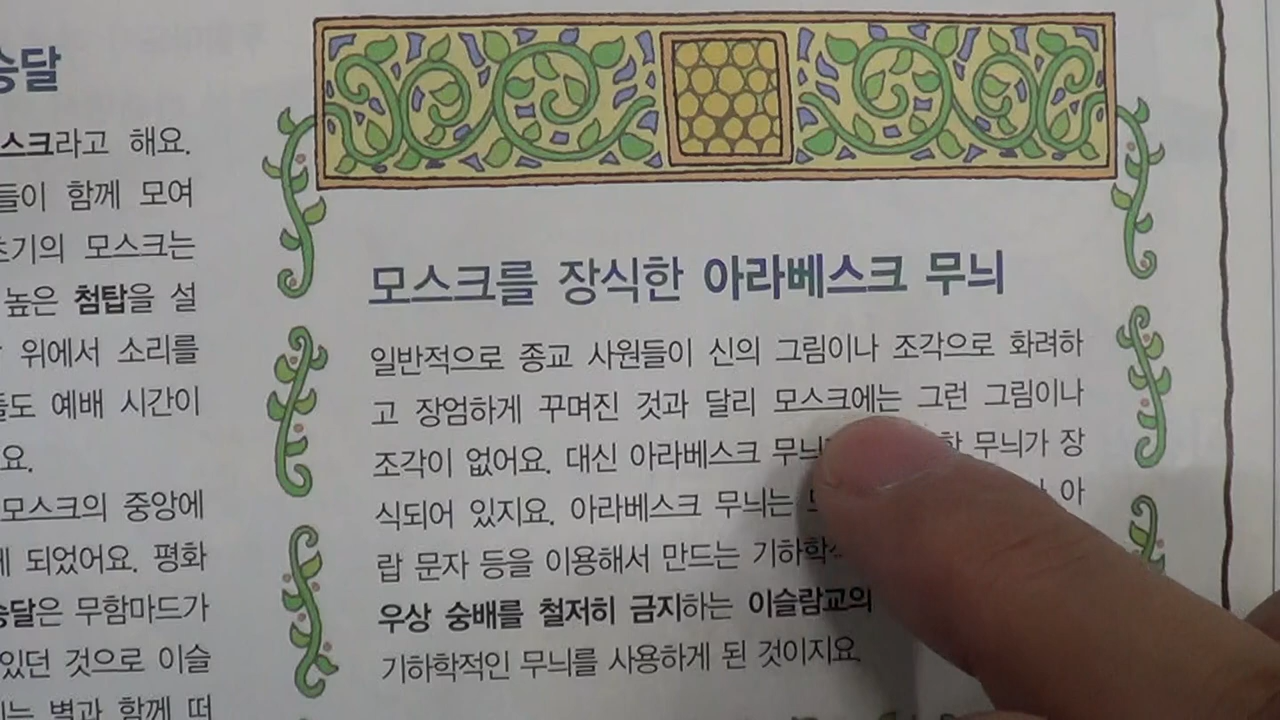 승달
스크라고 해요.
들이 함께 모여
초기의 모스크는
높은 첨탑을 설
위에서 소리를
들도 예배 시간이
요.
모스크의 중앙에
게 되었어요. 평화
승달은 무함마드가
있던 것으로 이슬
별과 함께 떠
모스크를 장식한 아라베스크 무늬
일반적으로 종교 사원들이 신의 그림이나 조각으로 화려하
고 장엄하게 꾸며진 것과 달리 모스크에는 그런 그림이나
조각이 없어요. 대신 아라베스크 무늬 무늬가 장
식되어 있지요. 아라베스크 무늬는 아
랍 문자 등을 이용해서 만드는 기하학
우상 숭배를 철저히 금지하는 이슬람교의
기하학적인 무늬를 사용하게 된 것이지요.